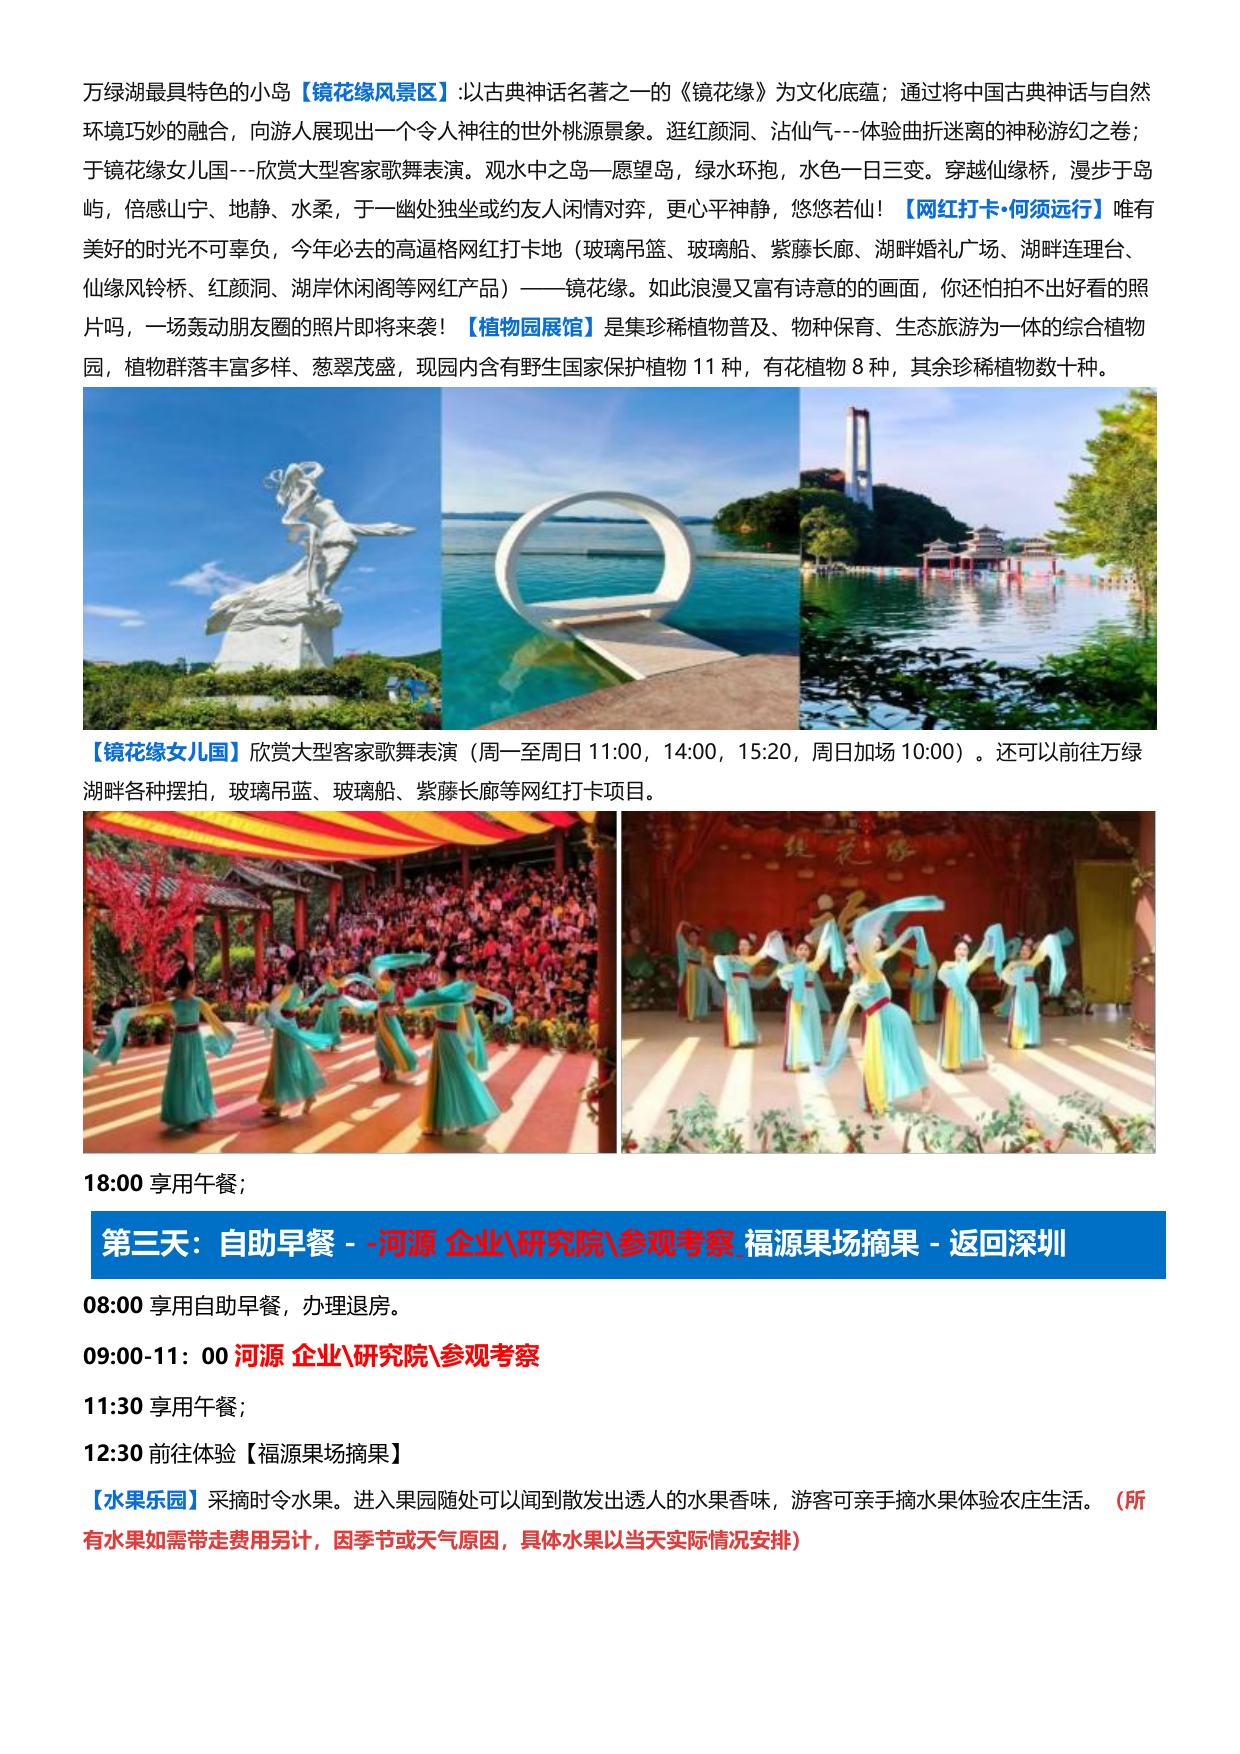 万绿湖最具特色的小岛【镜花缘风景区】:以古典神话名著之一的《镜花缘》为文化底蕴；通过将中国古典神话与自然
环境巧妙的融合，向游人展现出一个令人神往的世外桃源景象。逛红颜洞、沾仙气---体验曲折迷离的神秘游幻之卷；
于镜花缘女儿国---欣赏大型客家歌舞表演。观水中之岛—愿望岛，绿水环抱，水色一日三变。穿越仙缘桥，漫步于岛
屿，倍感山宁、地静、水柔，于一幽处独坐或约友人闲情对弈，更心平神静，悠悠若仙！【网红打卡•何须远行】唯有
美好的时光不可辜负，今年必去的高逼格网红打卡地（玻璃吊篮、玻璃船、紫藤长廊、湖畔婚礼广场、湖畔连理台、
仙缘风铃桥、红颜洞、湖岸休闲阁等网红产品）——镜花缘。如此浪漫又富有诗意的的画面，你还怕拍不出好看的照
片吗，一场轰动朋友圈的照片即将来袭！【植物园展馆】是集珍稀植物普及、物种保育、生态旅游为一体的综合植物
园，植物群落丰富多样、葱翠茂盛，现园内含有野生国家保护植物 11 种，有花植物 8 种，其余珍稀植物数十种。
【镜花缘女儿国】欣赏大型客家歌舞表演（周一至周日 11:00，14:00，15:20，周日加场 10:00）。还可以前往万绿
湖畔各种摆拍，玻璃吊蓝、玻璃船、紫藤长廊等网红打卡项目。
镜花缘
福
18:00 享用午餐；
第三天：自助早餐 - -河源 企业\研究院\参观考察 福源果场摘果 - 返回深圳
08:00 享用自助早餐，办理退房。
09:00-11：00 河源 企业\研究院\参观考察
11:30 享用午餐；
12:30 前往体验【福源果场摘果】
【水果乐园】采摘时令水果。进入果园随处可以闻到散发出透人的水果香味，游客可亲手摘水果体验农庄生活。（所
有水果如需带走费用另计，因季节或天气原因，具体水果以当天实际情况安排）